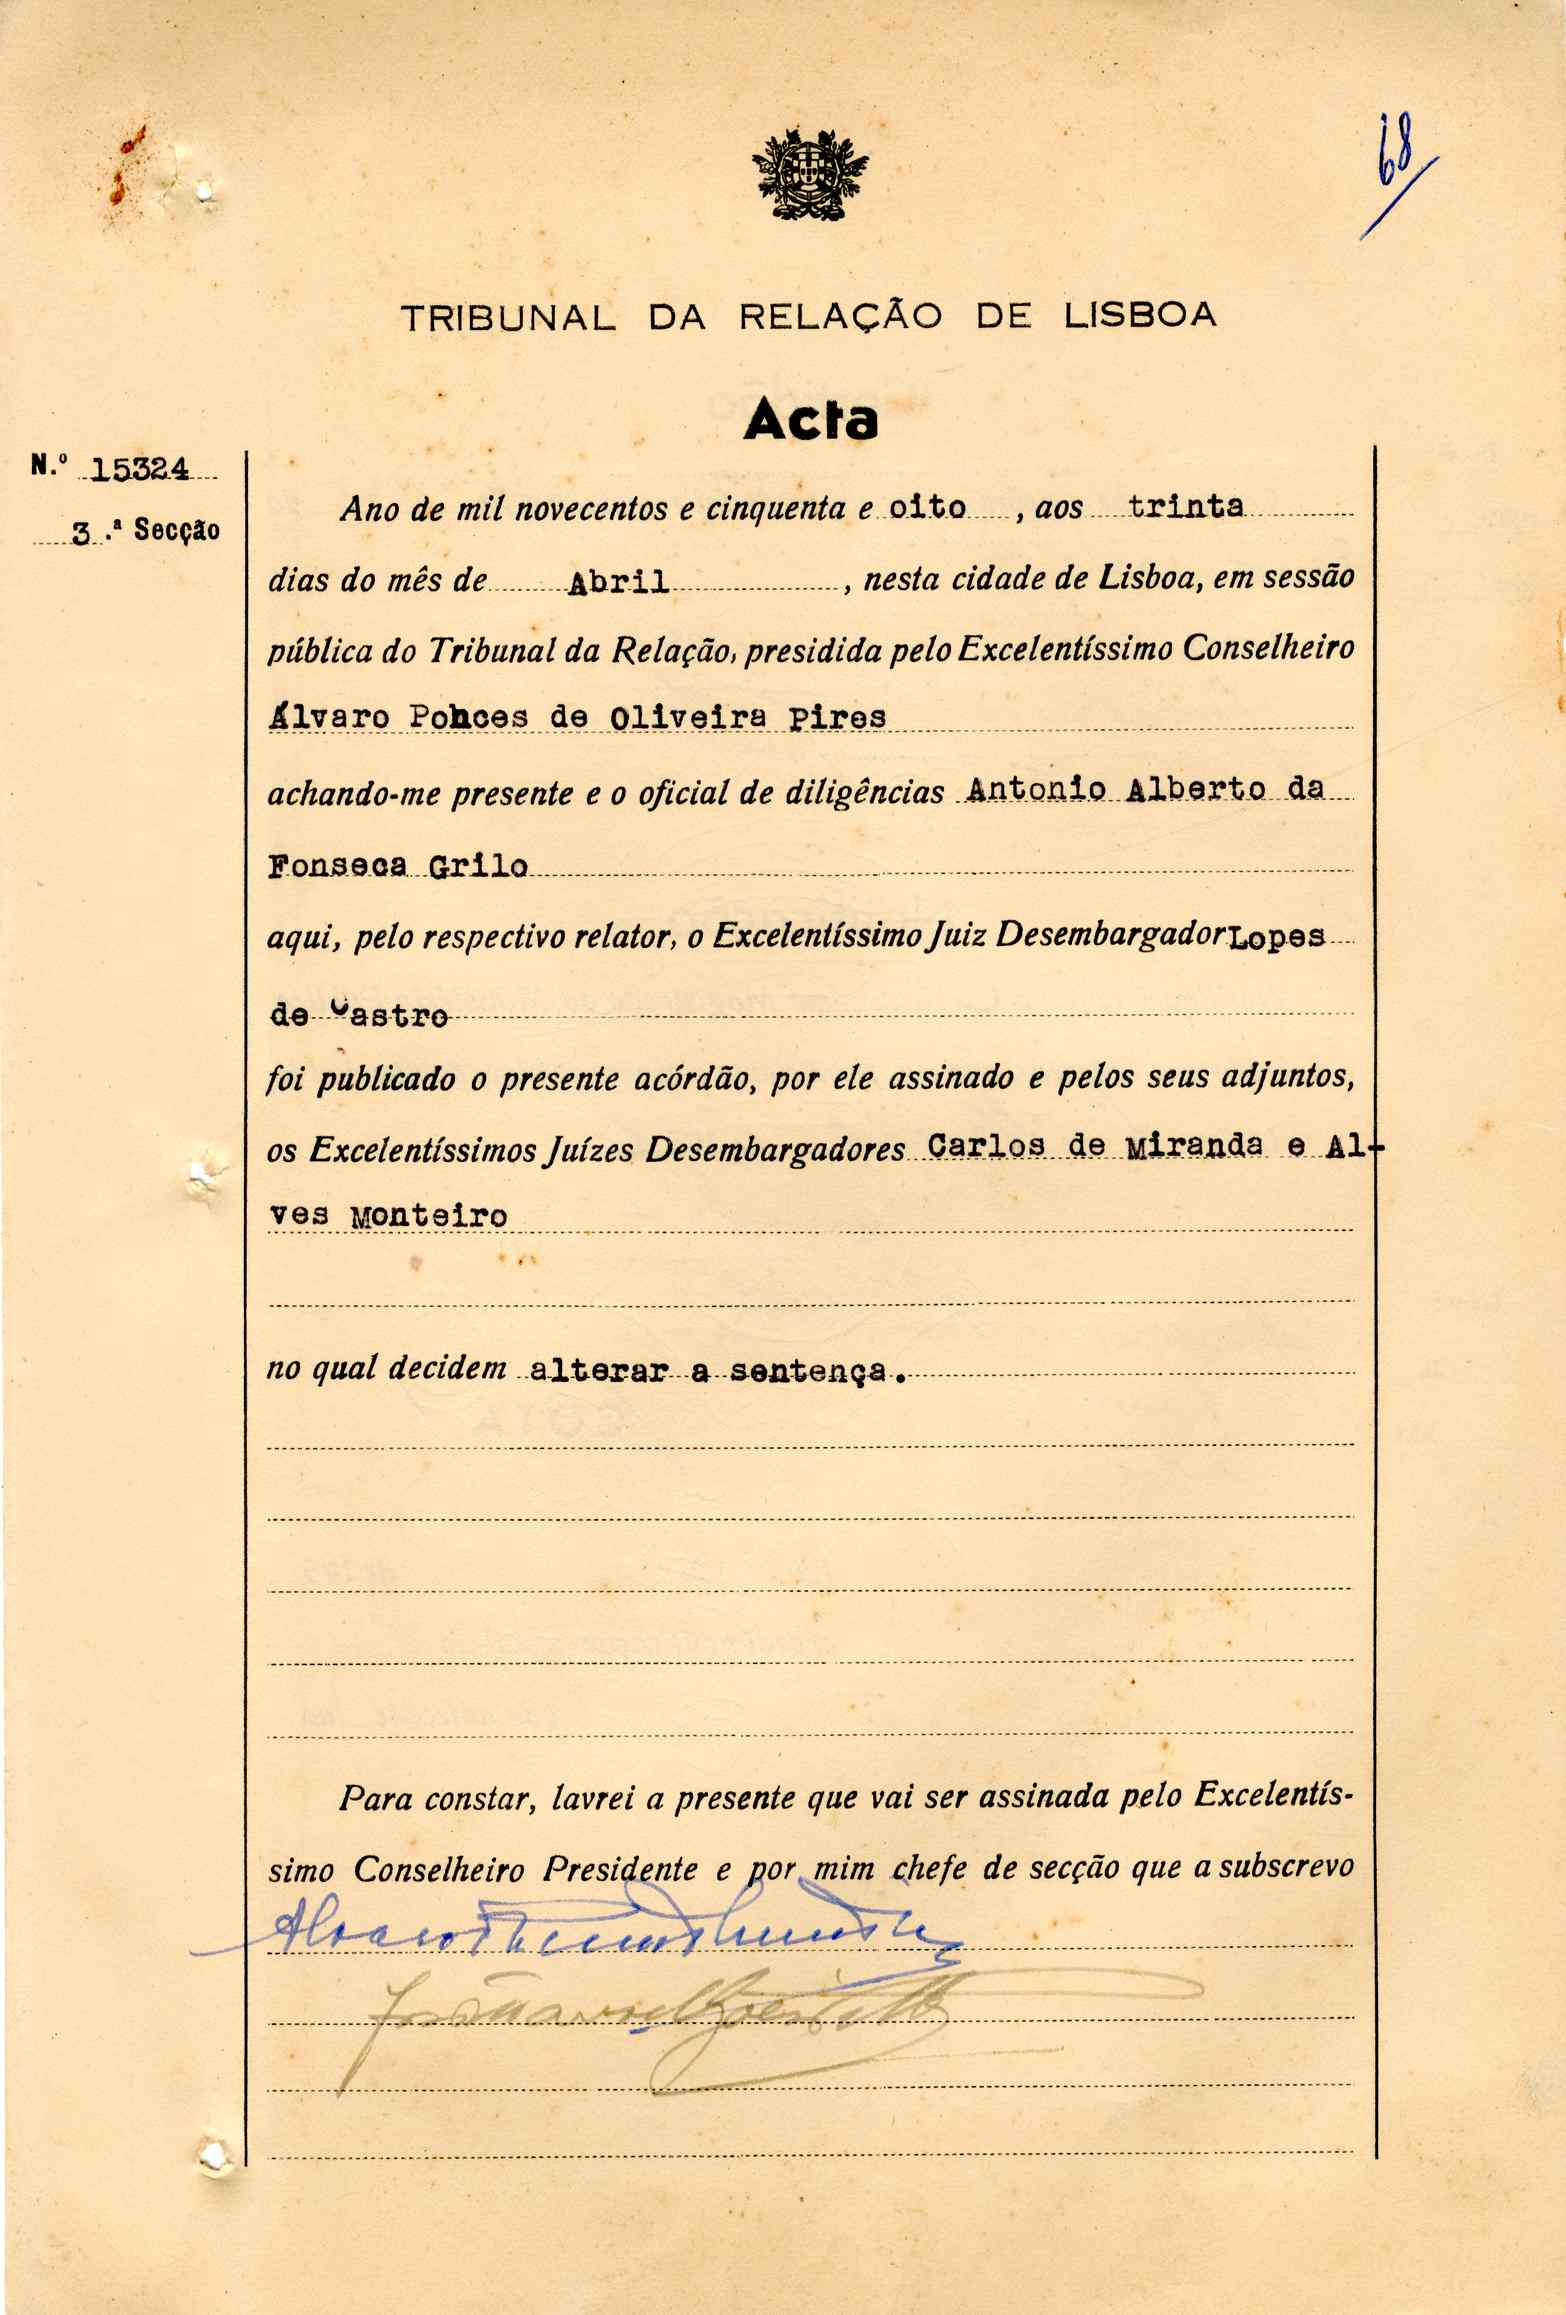 68
TRIBUNAL DA RELAÇÃO DE LISBOA
Acta
N.º 15324
3.ª Secção
Ano de mil novecentos e cinquenta e oito, aos trinta
dias do mês de Abril, nesta cidade de Lisboa, em sessão
pública do Tribunal da Relação, presidida pelo Excelentíssimo Conselheiro
Álvaro Ponces de Oliveira Pires
achando-me presente e o oficial de diligências Antonio Alberto da
Fonseca Grilo
aqui, pelo respectivo relator, o Excelentíssimo Juiz Desembargador Lopes
de Castro
foi publicado o presente acórdão, por ele assinado e pelos seus adjuntos,
os Excelentíssimos Juízes Desembargadores Carlos de Miranda e Al-
ves Monteiro
no qual decidem alterar a sentença.
Para constar, lavrei a presente que vai ser assinada pelo Excelentís-
simo Conselheiro Presidente e por mim chefe de secção que a subscrevo